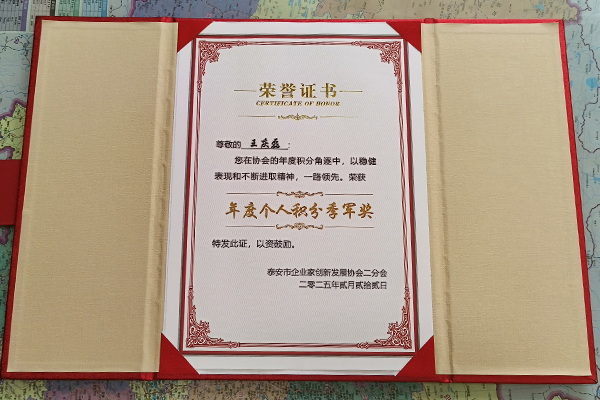 荣誉证书
CERTIFICATE OF HONOR
尊敬的 王庆磊：
您在协会的年度积分角逐中，以稳健
表现和不断进取精神，一路领先。荣获
年度个人积分季军奖
特发此证，以资鼓励。
泰安市企业家创新发展协会二分会
二零二五年贰月贰拾贰日